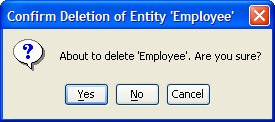 Confirm Deletion of Entity 'Employee'
About to delete 'Employee'. Are you sure?
Yes No Cancel